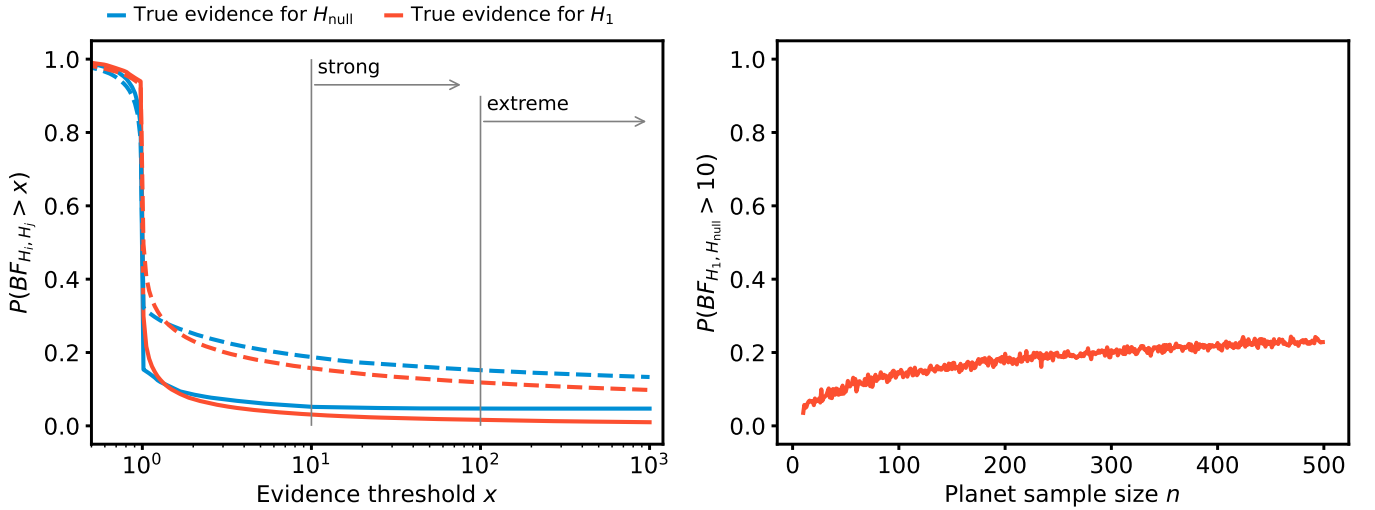 True evidence for H_null
True evidence for H_1
strong
extreme
1.0
0.8
0.6
0.4
0.2
0.0
P(BF_{H_i, H_j} > x)
10^0
10^1
10^2
10^3
Evidence threshold x
1.0
0.8
0.6
0.4
0.2
0.0
P(BF_{H_1, H_null} > 10)
0
100
200
300
400
500
Planet sample size n